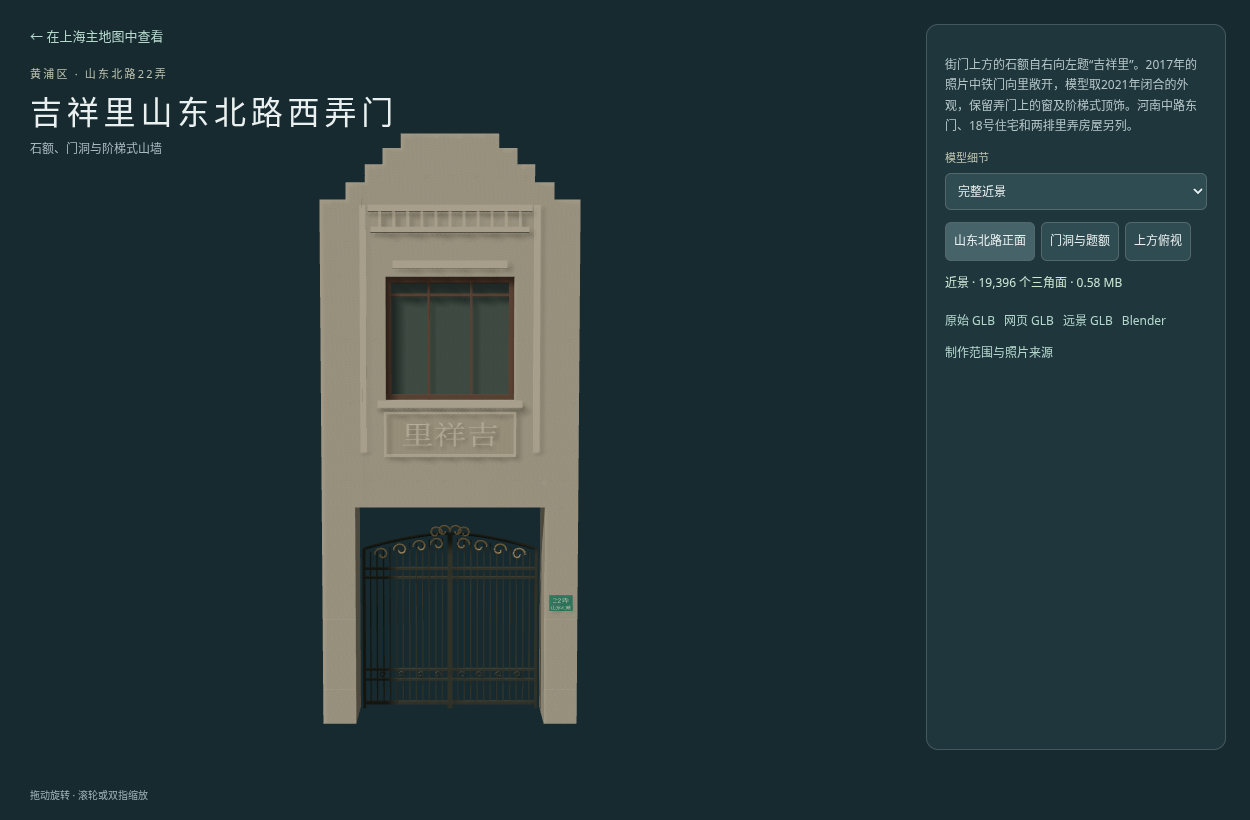 ← 在上海主地图中查看
黄浦区 · 山东北路22弄
吉祥里山东北路西弄门
石额、门洞与阶梯式山墙
里祥吉
22弄
拖动旋转 · 滚轮或双指缩放
街门上方的石额自右向左题“吉祥里”。2017年的
照片中铁门向里敞开，模型取2021年闭合的外
观，保留弄门上的窗及阶梯式顶饰。河南中路东
门、18号住宅和两排里弄房屋另列。
模型细节
完整近景
山东北路正面 门洞与题额 上方俯视
近景 · 19,396 个三角面 · 0.58 MB
原始 GLB 网页 GLB 远景 GLB Blender
制作范围与照片来源